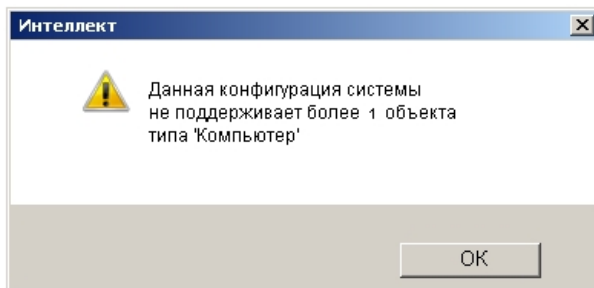 Интеллект
Данная конфигурация системы
не поддерживает более 1 объекта
типа 'Компьютер'
OK